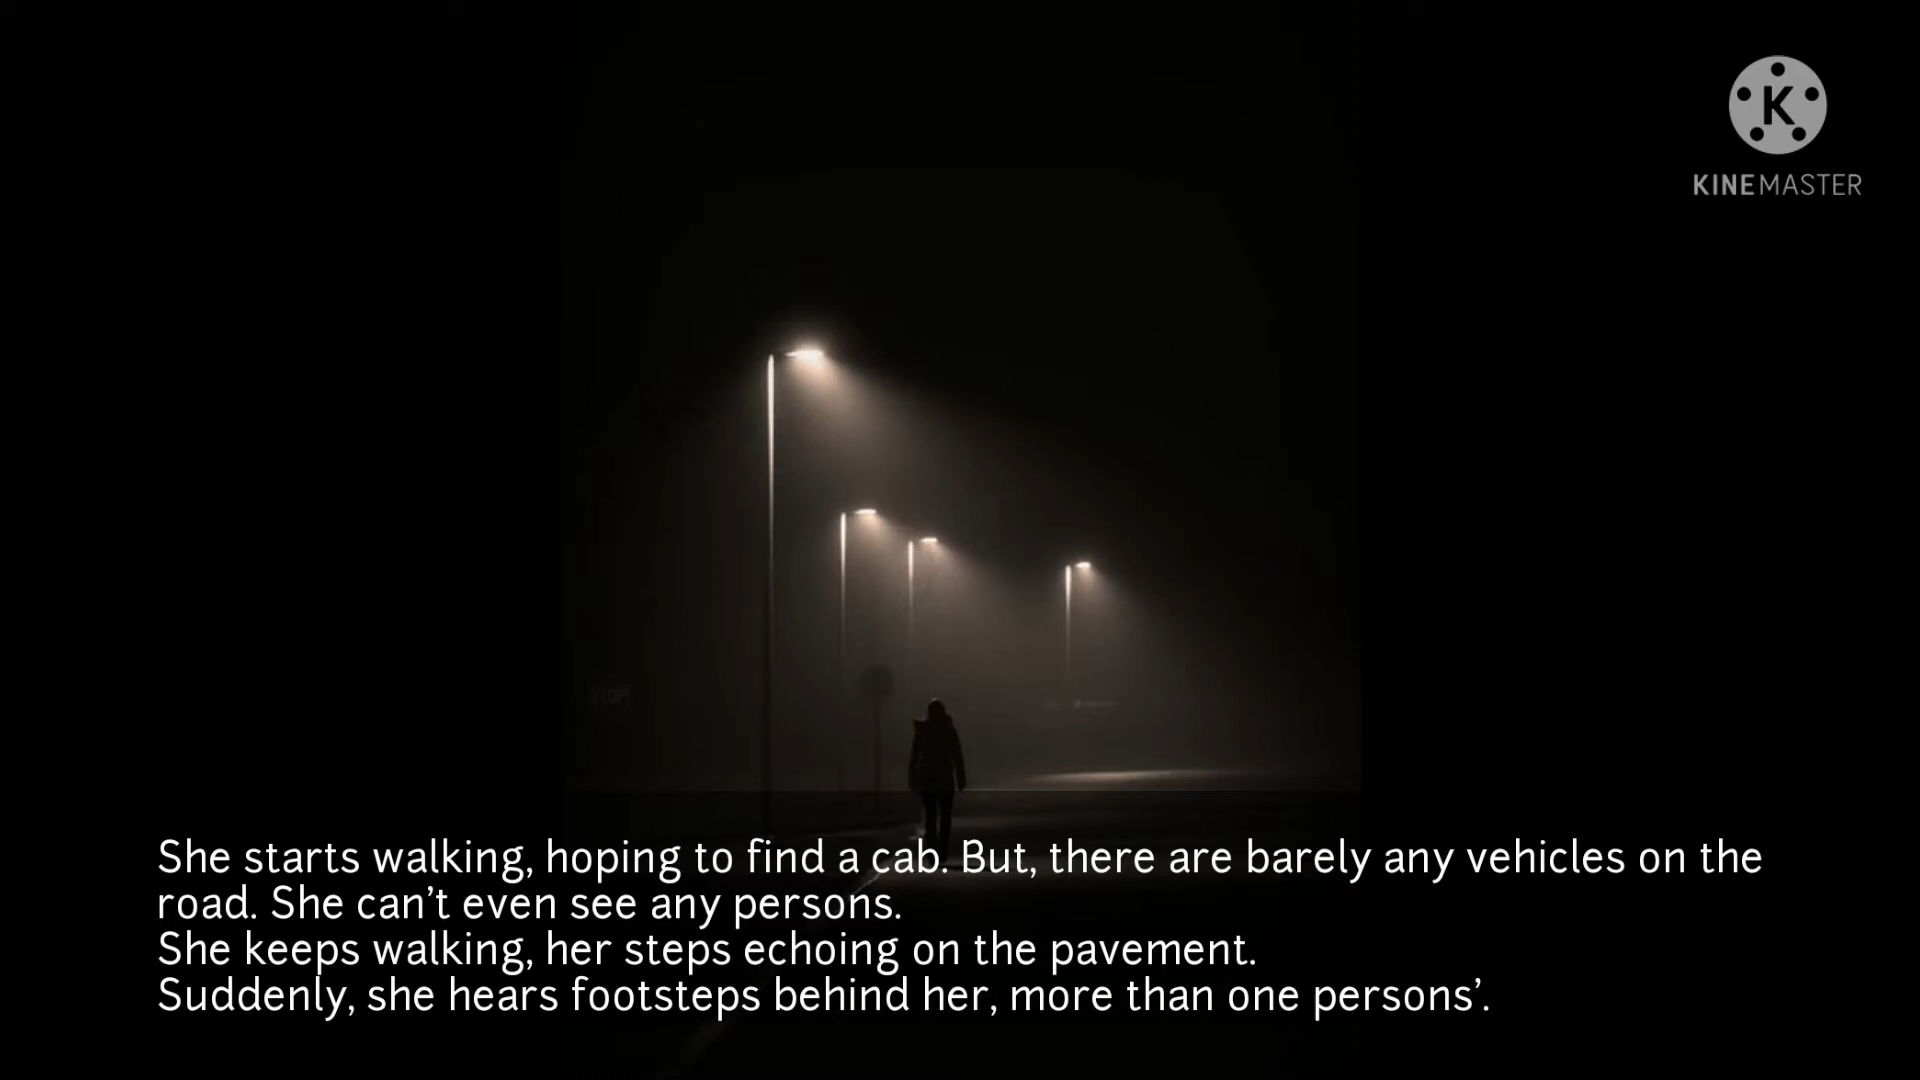 K
KINEMASTER
She starts walking, hoping to find a cab. But, there are barely any vehicles on the
road. She can’t even see any persons.
She keeps walking, her steps echoing on the pavement.
Suddenly, she hears footsteps behind her, more than one persons’.